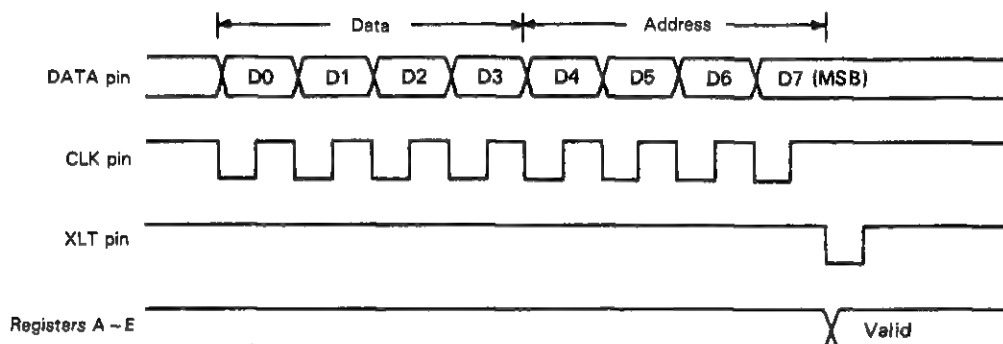 Data Address
DATA pin D0 D1 D2 D3 D4 D5 D6 D7 (MSB)
CLK pin
XLT pin
Registers A ~ E Valid